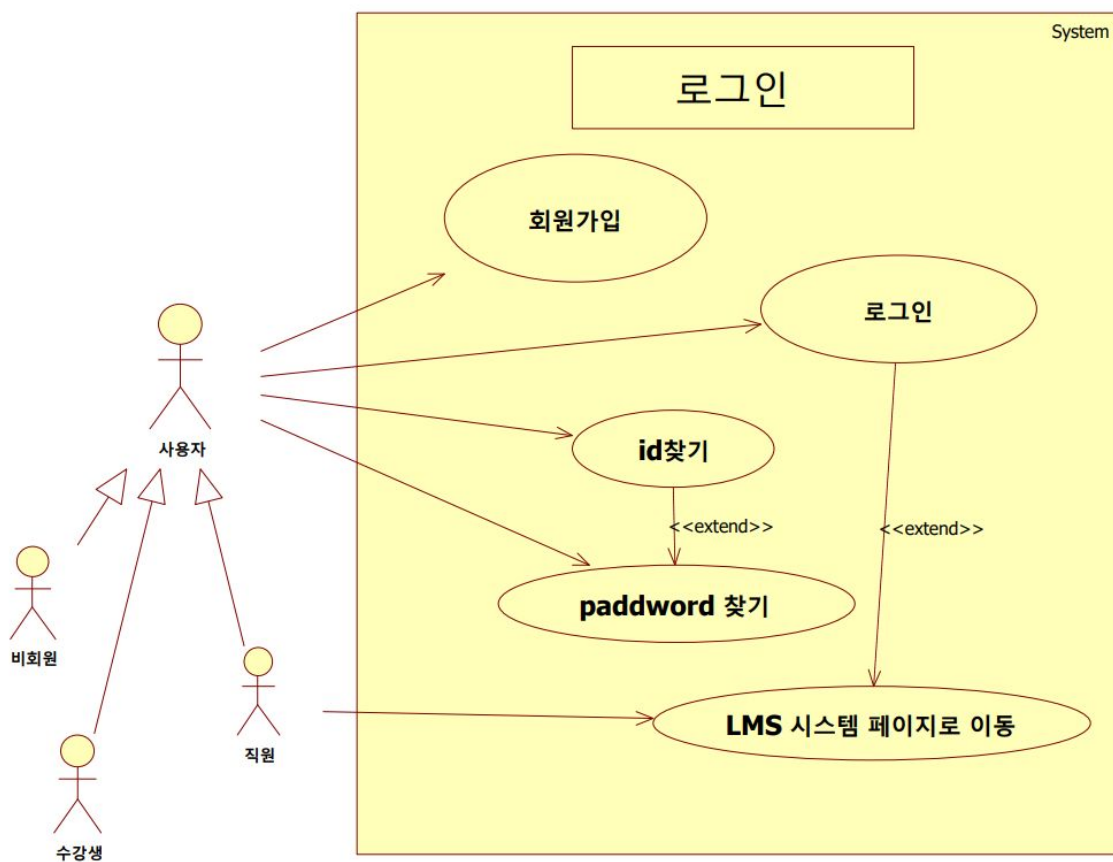 System
로그인
회원가입
로그인
사용자
id찾기
<<extend>>
<<extend>>
paddword 찾기
비회원
직원
LMS 시스템 페이지로 이동
수강생